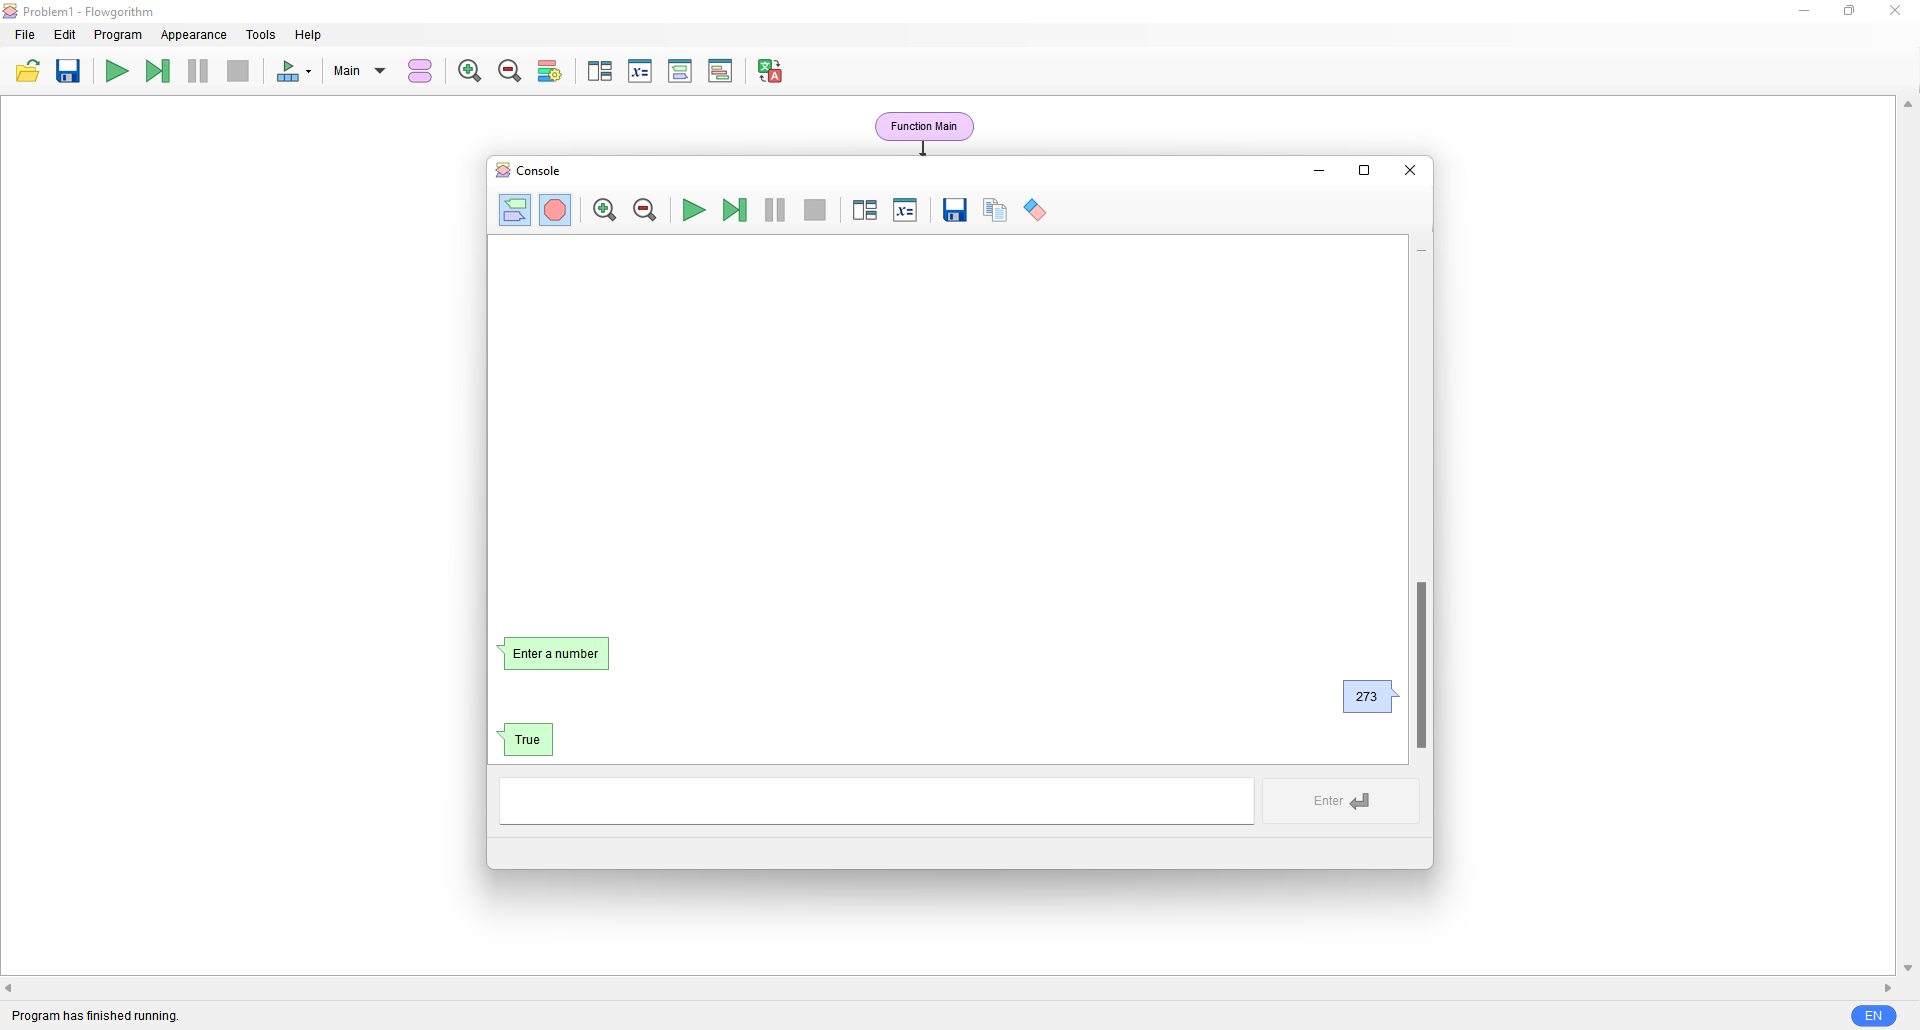 Problem1 - Flowgorithm
File Edit Program Appearance Tools Help
Main
Function Main
Console
Enter a number
273
True
Enter
Program has finished running.
EN